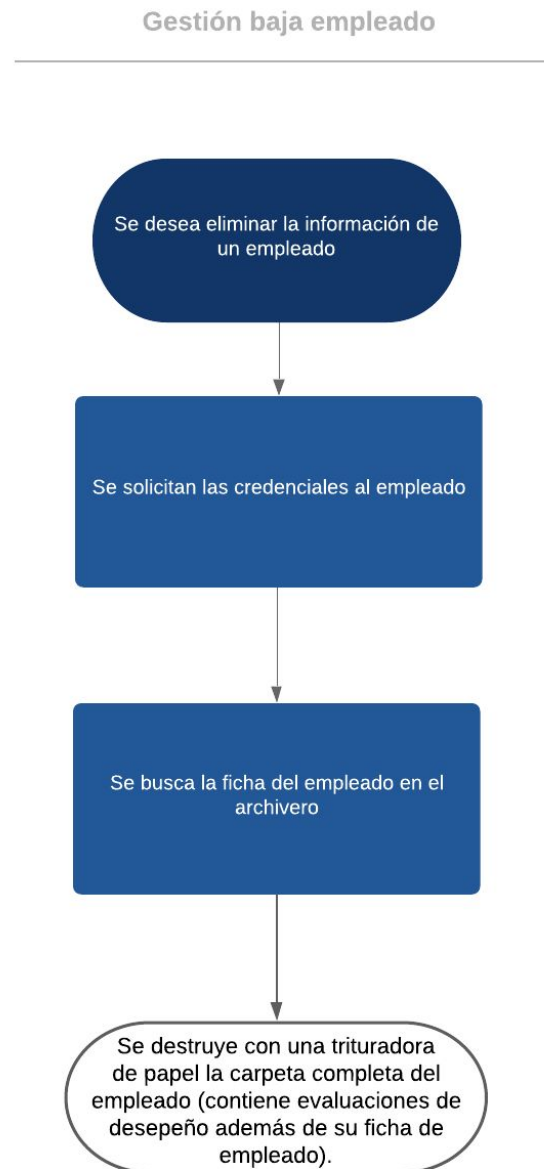 Gestión baja empleado
Se desea eliminar la información de
un empleado
Se solicitan las credenciales al empleado
Se busca la ficha del empleado en el
archivero
Se destruye con una trituradora
de papel la carpeta completa del
empleado (contiene evaluaciones de
desepeño además de su ficha de
empleado).